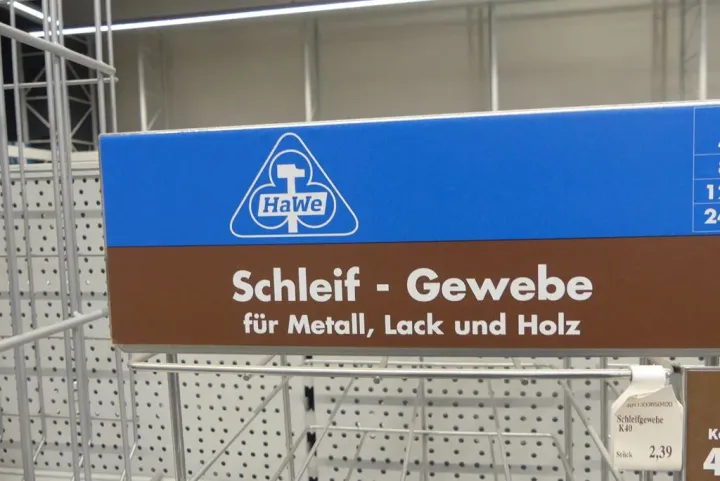 HaWe
Schleif - Gewebe
für Metall, Lack und Holz
Schleifgewebe
K40
Stück 2,39